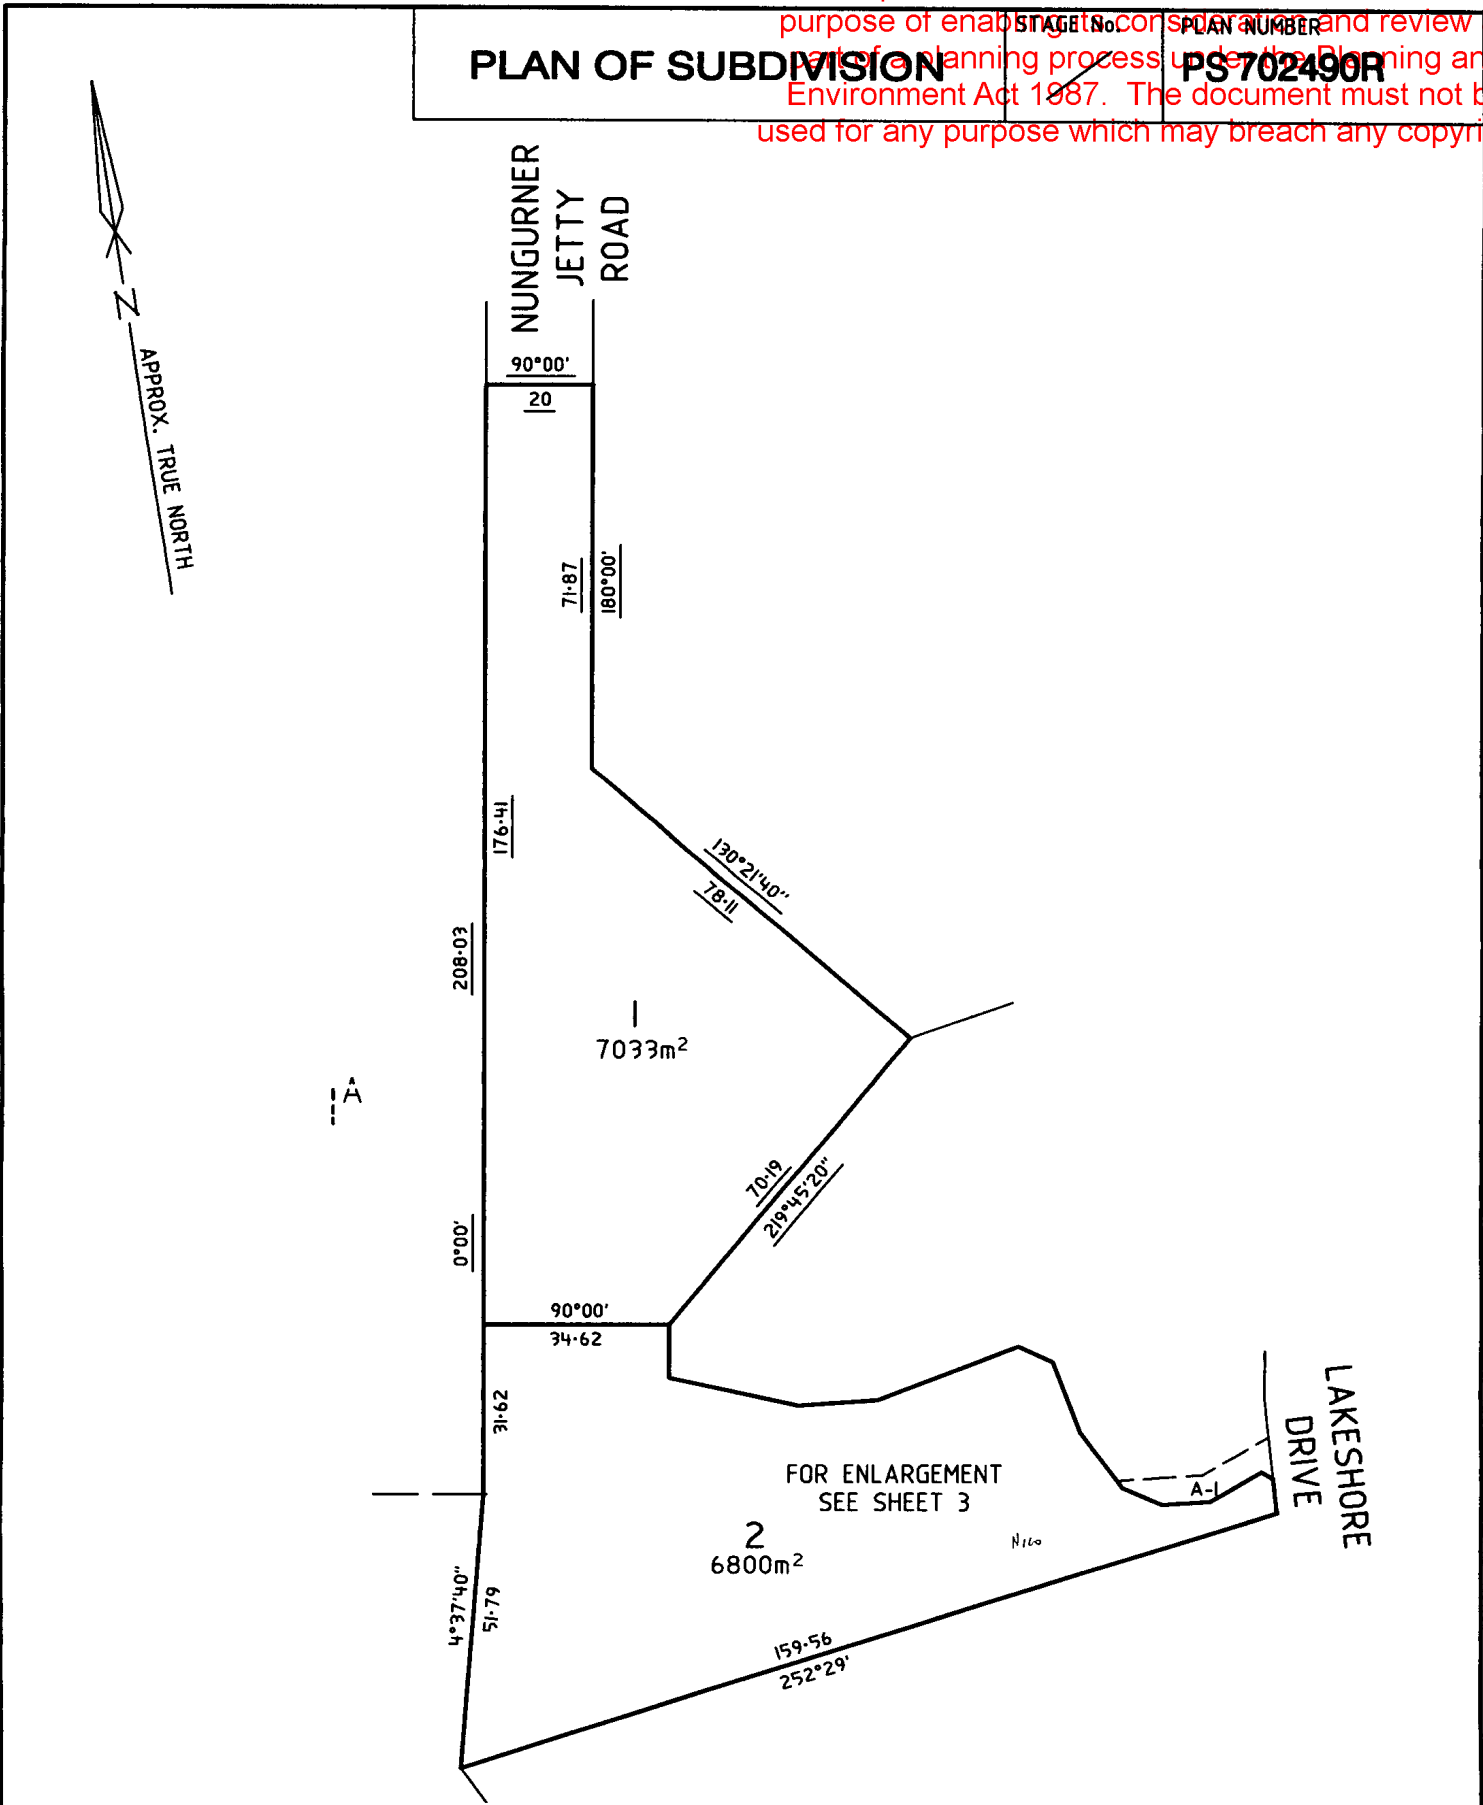 purpose of enabling its consideration and review
part of a planning process under the Planning an
Environment Act 1987. The document must not b
used for any purpose which may breach any copyri
PLAN OF SUBDIVISION
STAGE No.
PLAN NUMBER
PS 702490R
NUNGURNER
JETTY
ROAD
N
APPROX. TRUE NORTH
90°00'
20
71·87
180°00'
176·41
130°21'40"
78·11
208·03
1
7033m²
A
70·19
219°45'20"
0°00'
90°00'
34·62
31·62
LAKESHORE
DRIVE
FOR ENLARGEMENT
SEE SHEET 3
A-1
2
6800m²
4°37'40"
51·79
159·56
252°29'